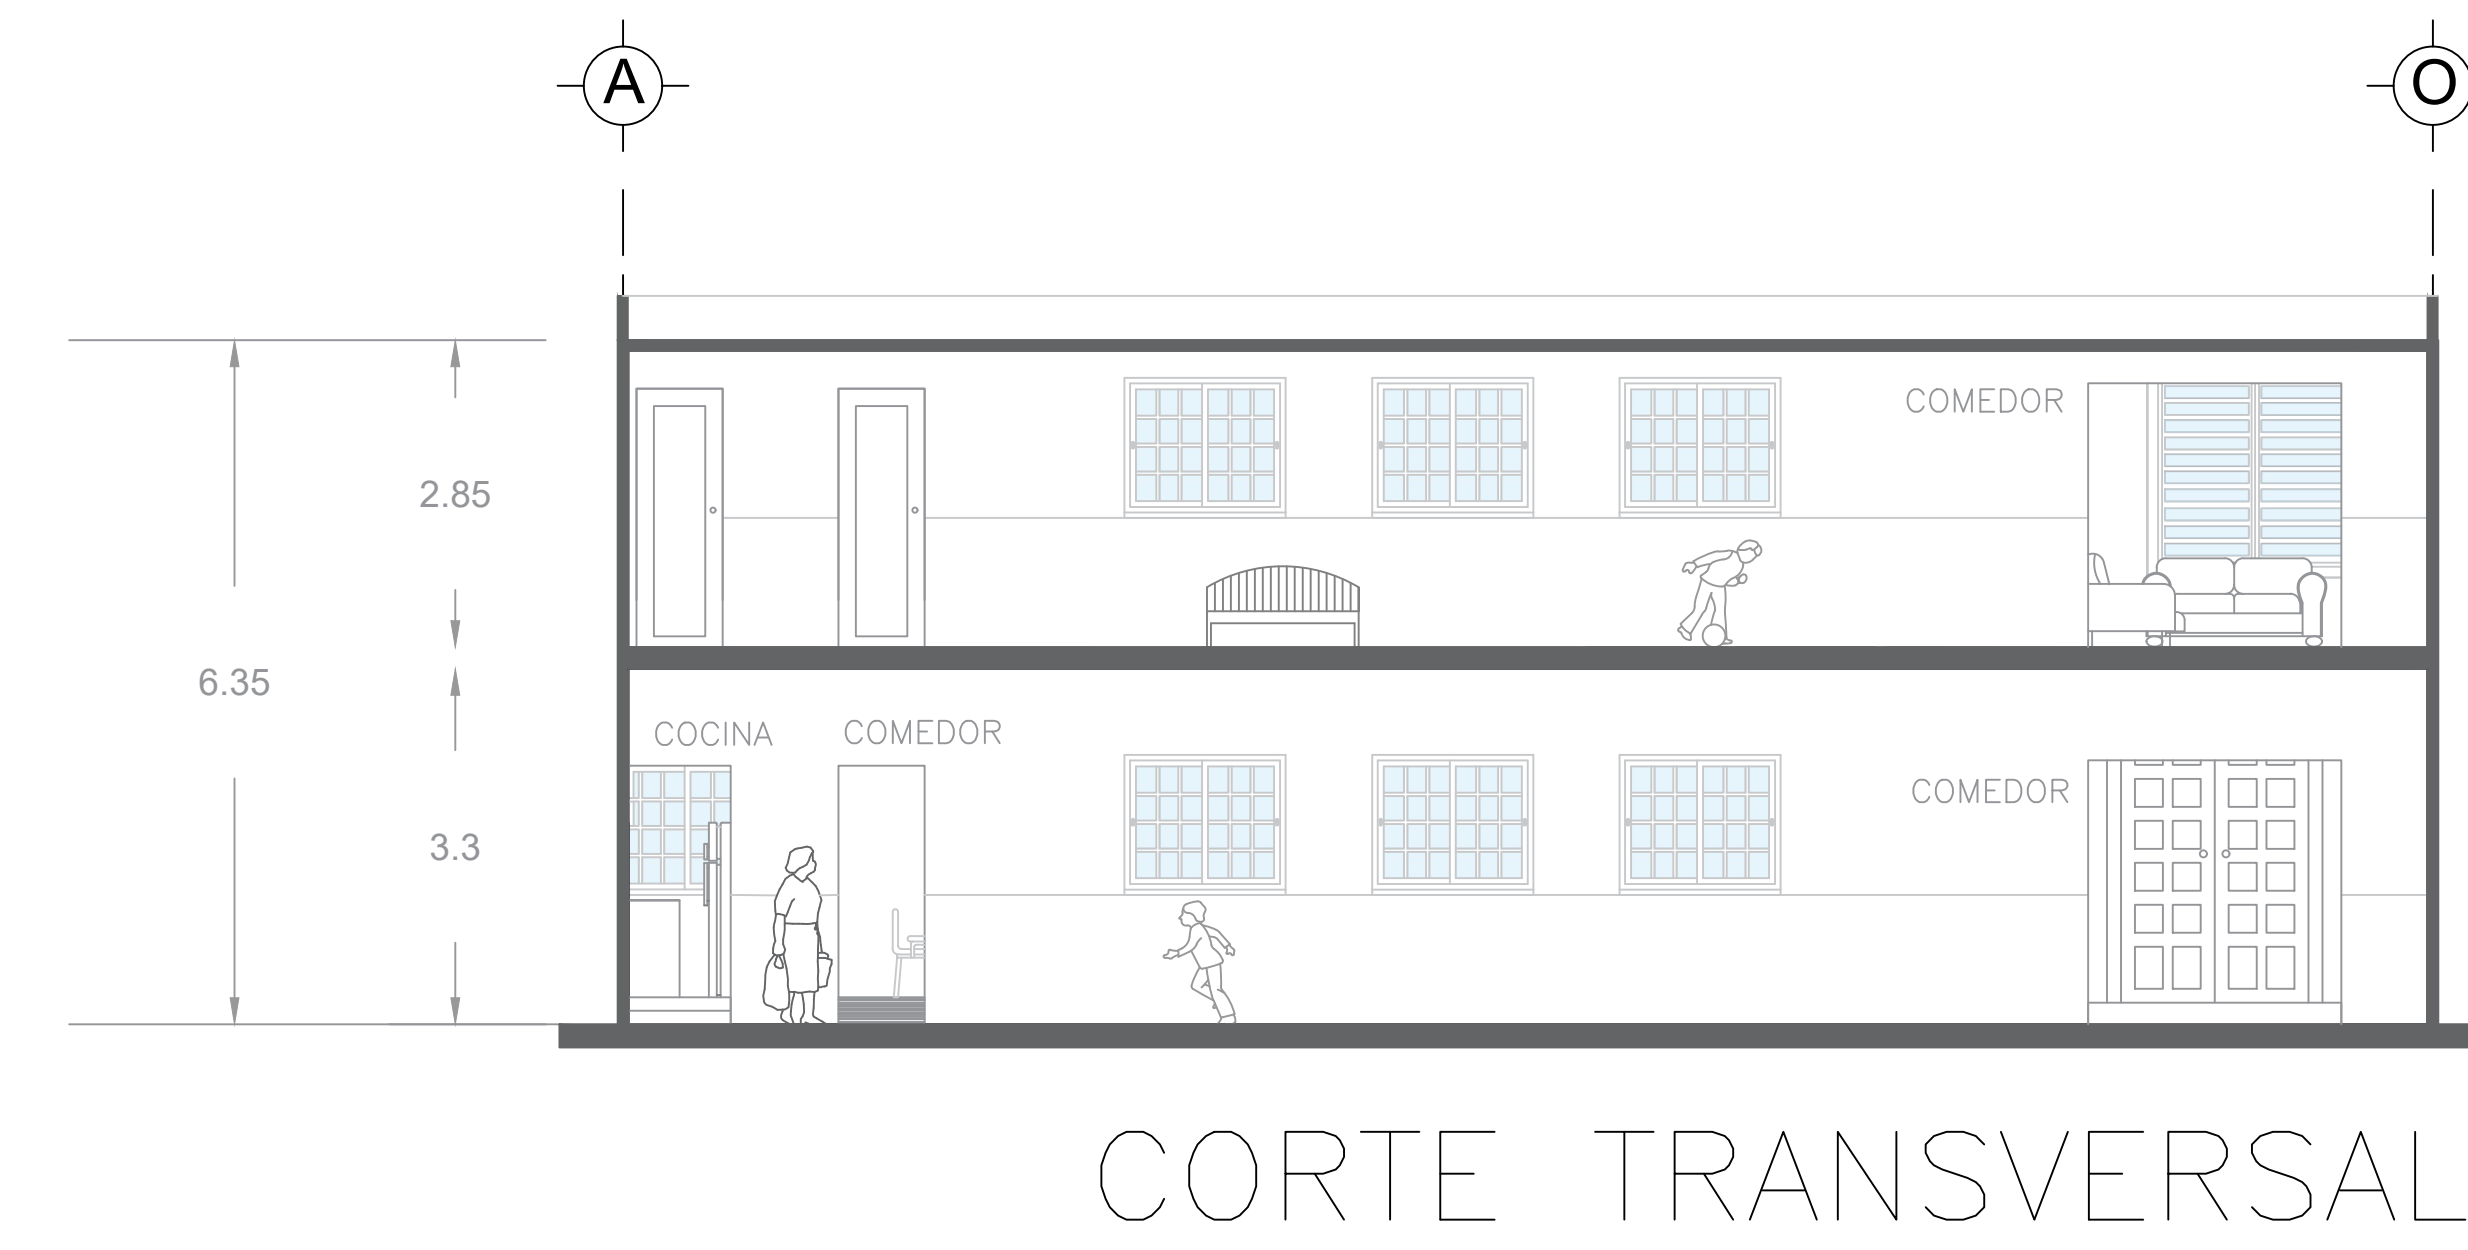 A
O
2.85
COMEDOR
6.35
COCINA
COMEDOR
COMEDOR
3.3
CORTE TRANSVERSAL